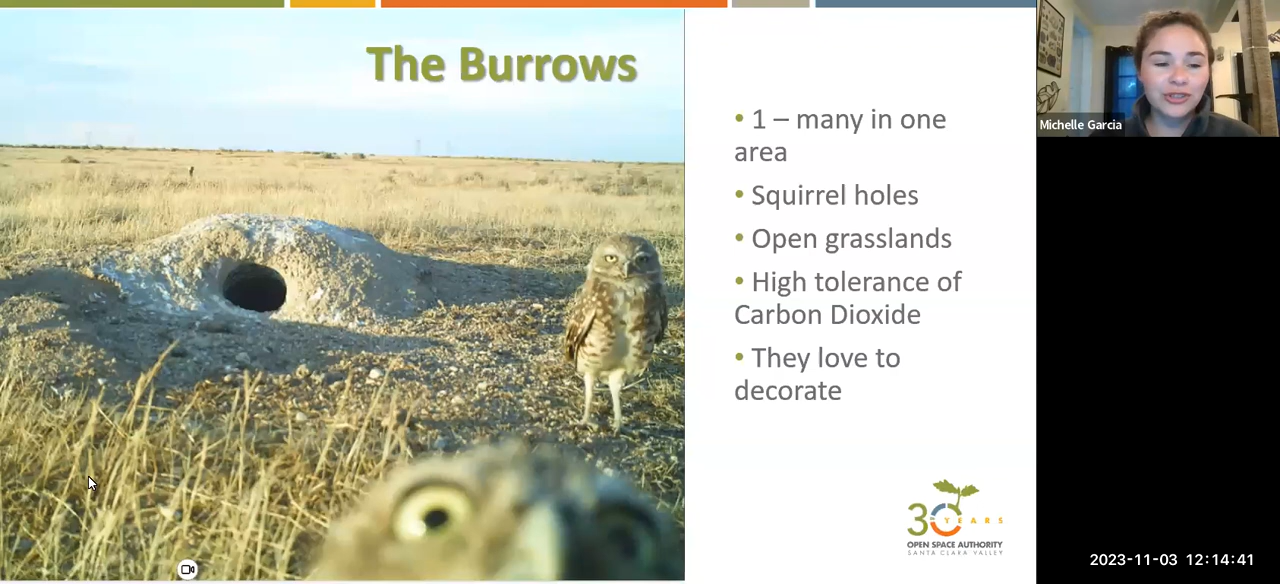 The Burrows
• 1 – many in one
area
• Squirrel holes
• Open grasslands
• High tolerance of
Carbon Dioxide
• They love to
decorate
Michelle Garcia
30 YEARS
OPEN SPACE AUTHORITY
SANTA CLARA VALLEY
2023-11-03 12:14:41